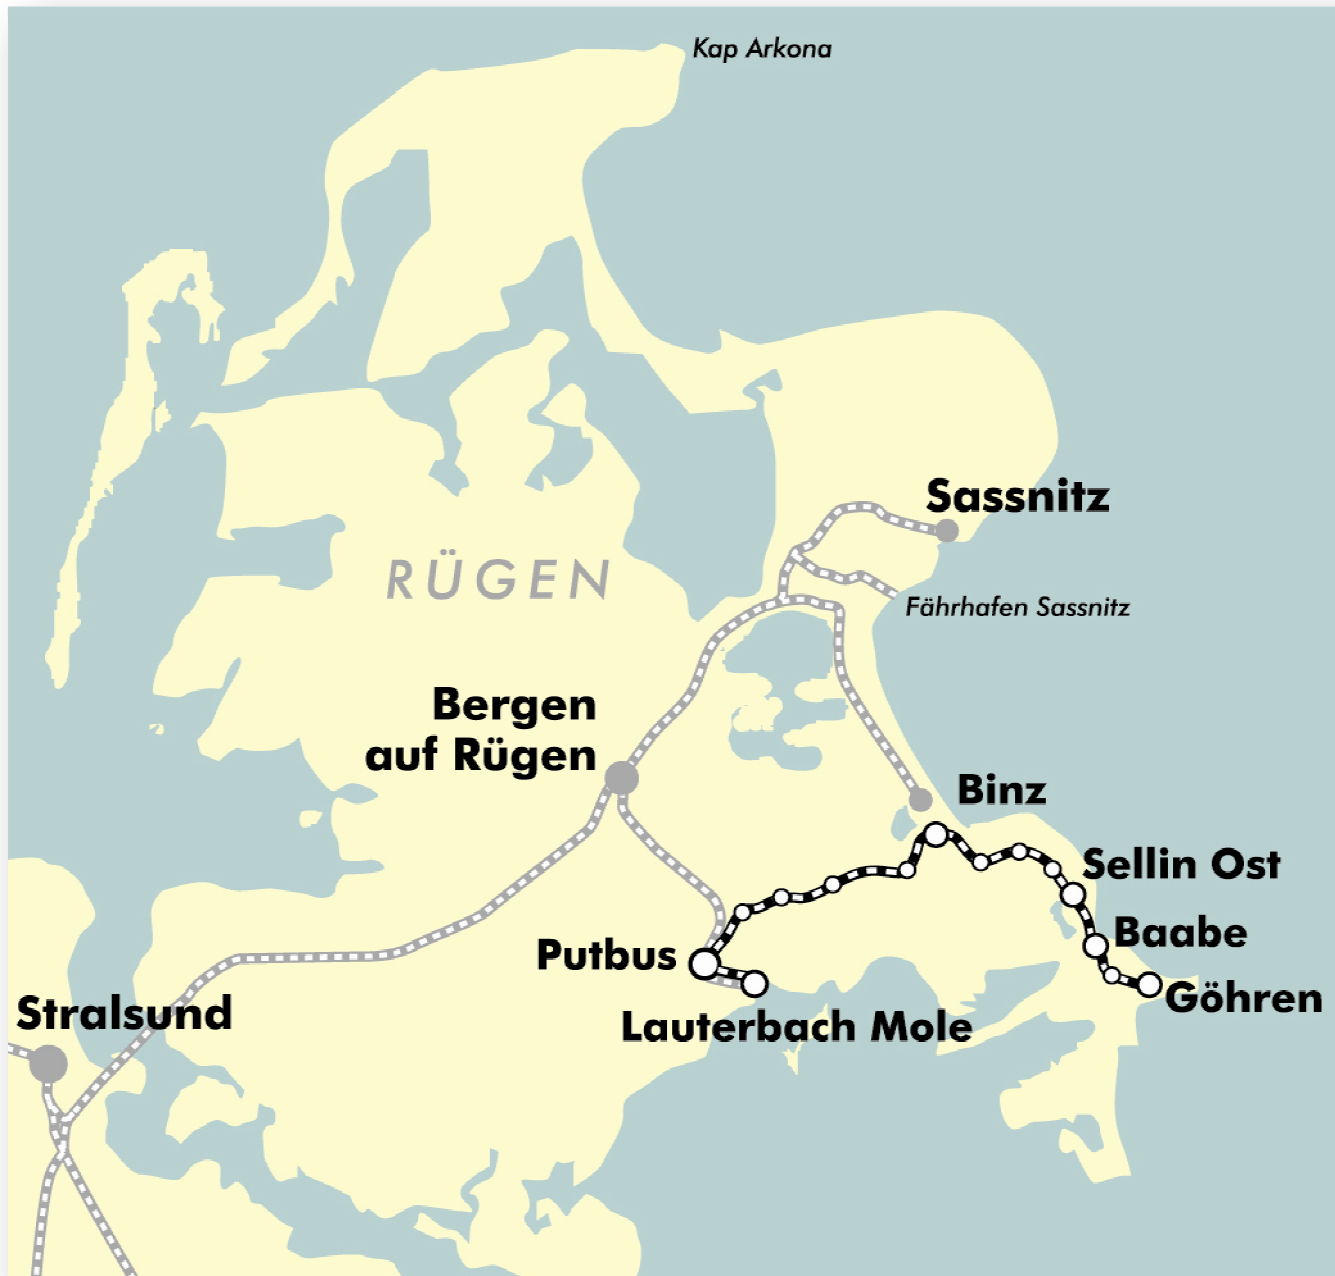 Kap Arkona
Sassnitz
RÜGEN
Fährhafen Sassnitz
Bergen
auf Rügen
Binz
Sellin Ost
Baabe
Putbus
Göhren
Stralsund
Lauterbach Mole